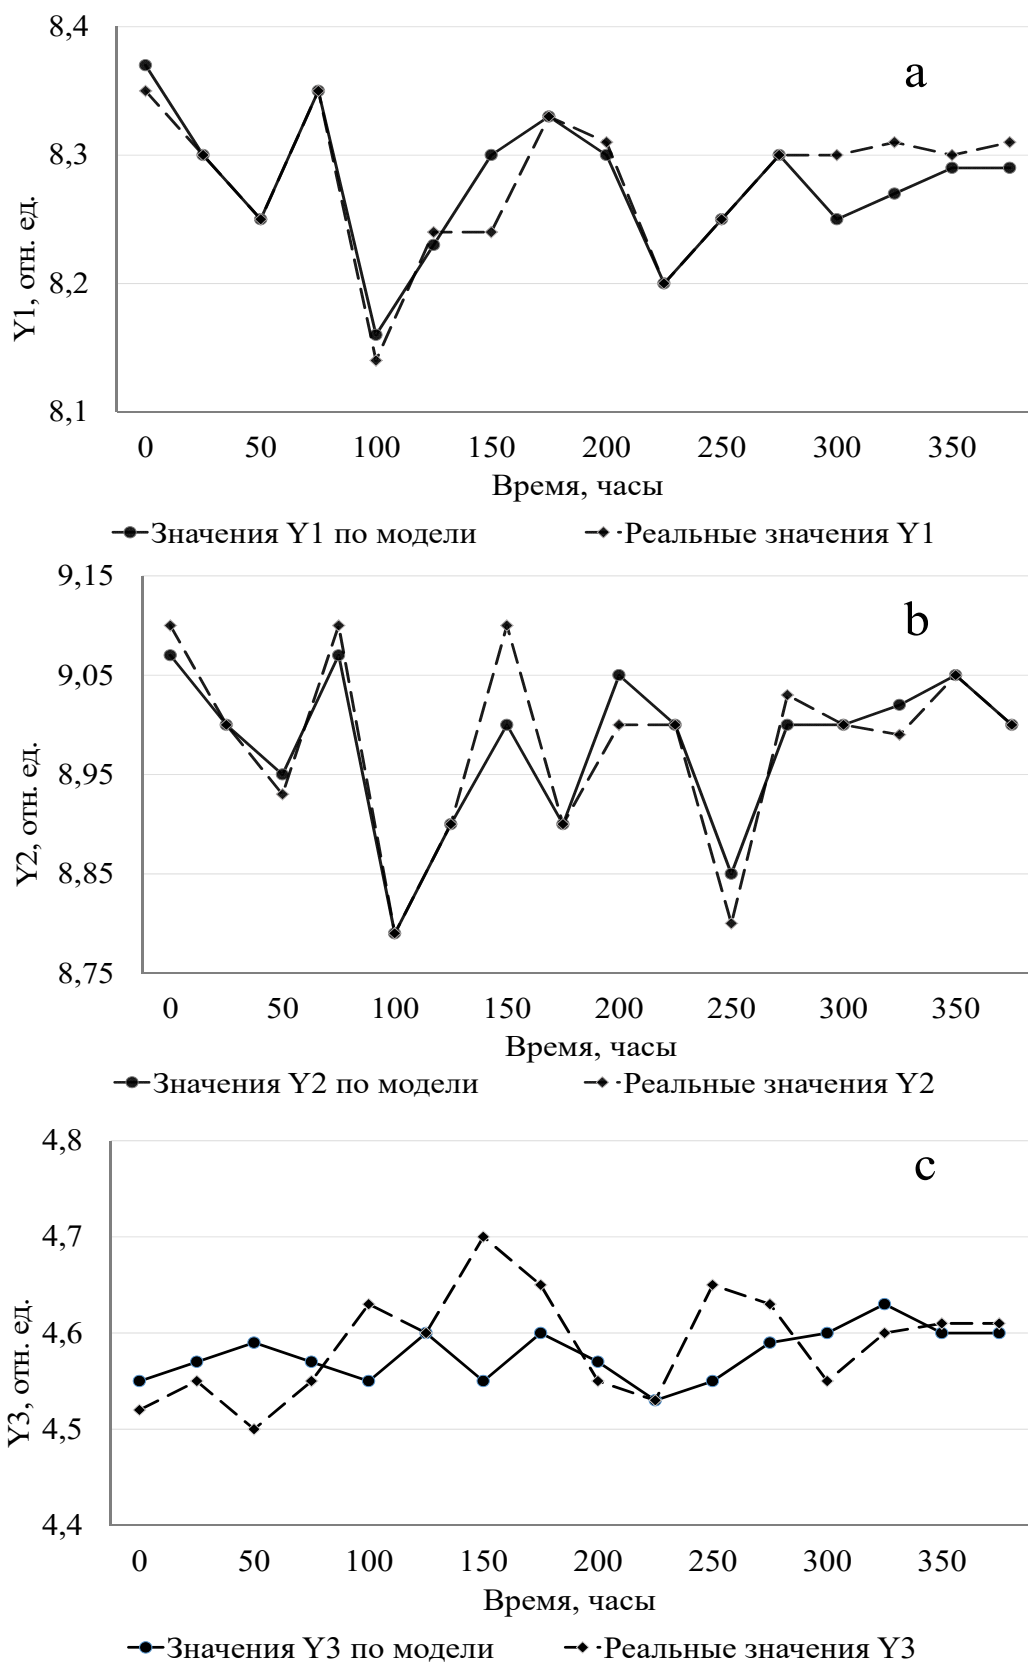 8,4
a
8,3
8,2
8,1
Y1, отн. ед.
0 50 100 150 200 250 300 350
Время, часы
Значения Y1 по модели Реальные значения Y1
9,15
b
9,05
8,95
8,85
8,75
Y2, отн. ед.
0 50 100 150 200 250 300 350
Время, часы
Значения Y2 по модели Реальные значения Y2
4,8
c
4,7
4,6
4,5
4,4
Y3, отн. ед.
0 50 100 150 200 250 300 350
Время, часы
Значения Y3 по модели Реальные значения Y3